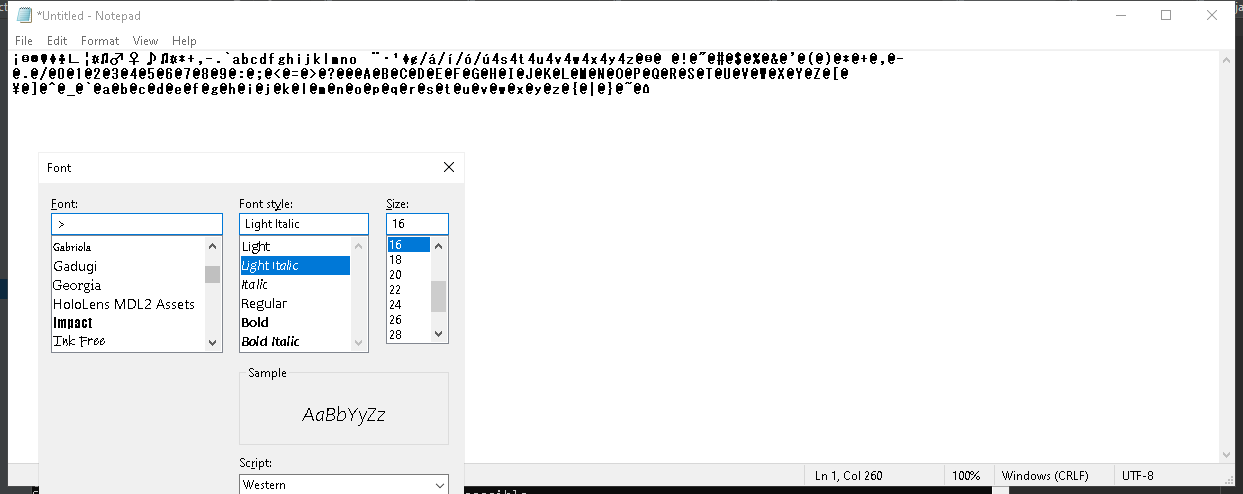 *Untitled - Notepad
File Edit Format View Help
@.@/@0@1@2@3@4@5@6@7@8@9@:@;@<@=@>@?@@@A@B@C@D@E@F@G@H@I@J@K@L@M@N@O@P@Q@R@S@T@U@V@W@X@Y@Z@[@
¥@]@^@_@`@a@b@c@d@e@f@g@h@i@j@k@l@m@n@o@p@q@r@s@t@u@v@w@x@y@z@{@|@}@~@⌂
Font
Font: Font style: Size:
> Light Italic 16
Gabriola Light 16
Gadugi Light Italic 18
Georgia Italic 20
HoloLens MDL2 Assets Regular 22
Impact Bold 24
Ink Free Bold Italic 26
28
Sample
AaBbYyZz
Script:
Western
Ln 1, Col 260 100% Windows (CRLF) UTF-8